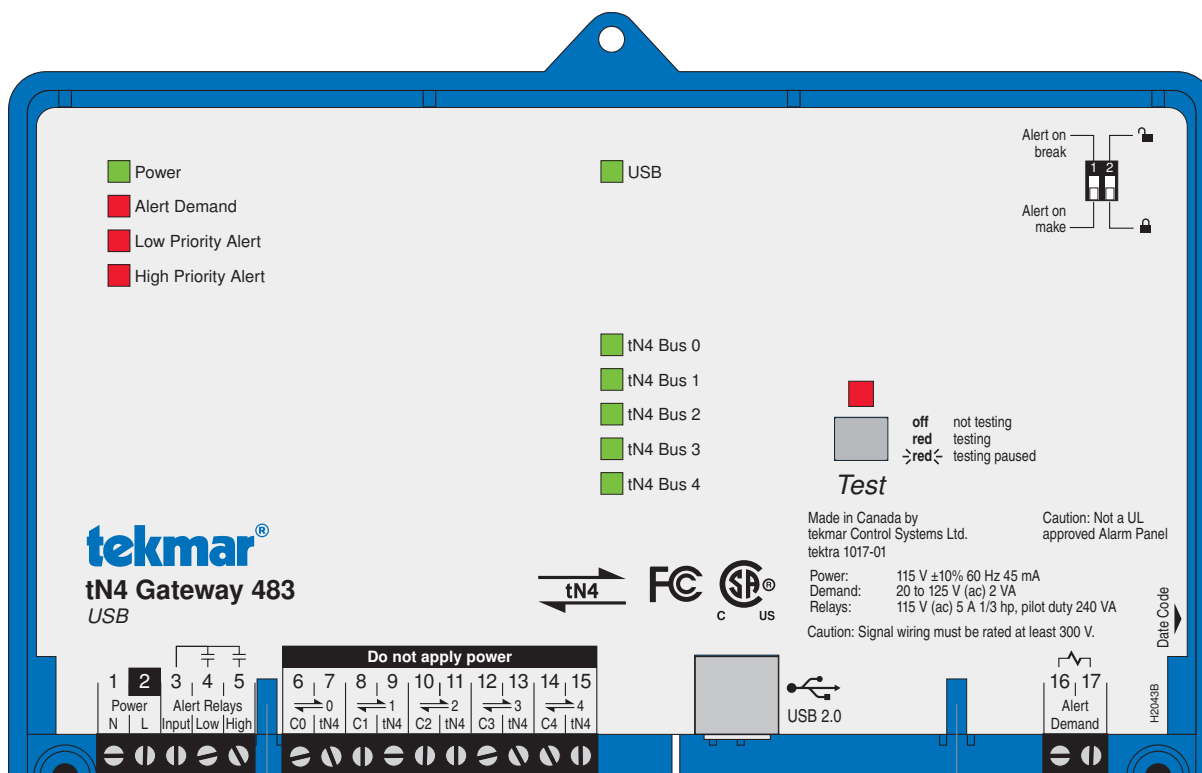 Power
Alert Demand
Low Priority Alert
High Priority Alert
USB
Alert on
break
1 2
Alert on
make
tN4 Bus 0
tN4 Bus 1
tN4 Bus 2
tN4 Bus 3
tN4 Bus 4
off not testing
red testing
red testing paused
Test
tekmar®
tN4 Gateway 483
USB
tN4
FC
C SA ® US
Made in Canada by
tekmar Control Systems Ltd.
tektra 1017-01
Caution: Not a UL
approved Alarm Panel
Power: 115 V ±10% 60 Hz 45 mA
Demand: 20 to 125 V (ac) 2 VA
Relays: 115 V (ac) 5 A 1/3 hp, pilot duty 240 VA
Caution: Signal wiring must be rated at least 300 V.
Date Code
H2043B
Do not apply power
1 2 3 4 5 6 7 8 9 10 11 12 13 14 15
Power Alert Relays 0 1 2 3 4
N L Input Low High C0 tN4 C1 tN4 C2 tN4 C3 tN4 C4 tN4
USB 2.0
16 17
Alert
Demand